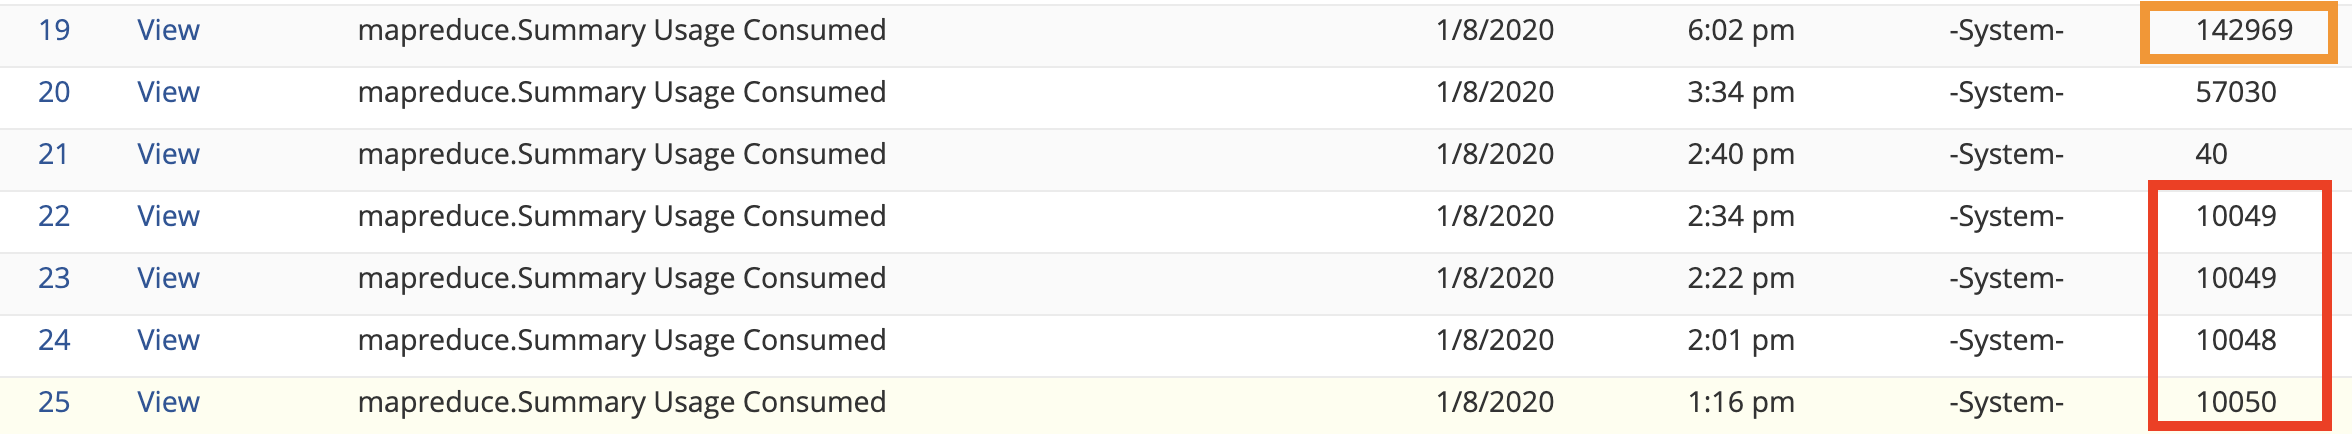 19 View mapreduce.Summary Usage Consumed 1/8/2020 6:02 pm -System- 142969
20 View mapreduce.Summary Usage Consumed 1/8/2020 3:34 pm -System- 57030
21 View mapreduce.Summary Usage Consumed 1/8/2020 2:40 pm -System- 40
22 View mapreduce.Summary Usage Consumed 1/8/2020 2:34 pm -System- 10049
23 View mapreduce.Summary Usage Consumed 1/8/2020 2:22 pm -System- 10049
24 View mapreduce.Summary Usage Consumed 1/8/2020 2:01 pm -System- 10048
25 View mapreduce.Summary Usage Consumed 1/8/2020 1:16 pm -System- 10050